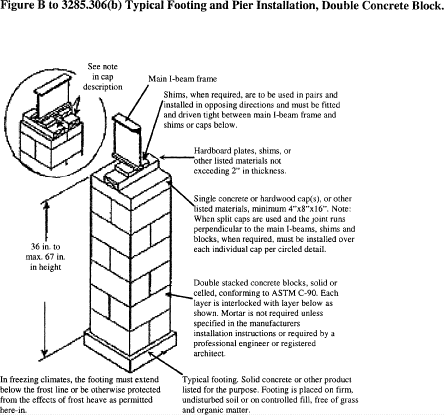 Figure B to 3285.306(b) Typical Footing and Pier Installation, Double Concrete Block.
See note
in cap
description
Main I-beam frame
Shims, when required, are to be used in pairs and
installed in opposing directions and must be fitted
and driven tight between main I-beam frame and
shims or caps below.
Hardboard plates, shims, or
other listed materials not
exceeding 2" in thickness.
Single concrete or hardwood cap(s), or other
listed materials, minimum 4"x8"x16". Note:
When split caps are used and the joint runs
perpendicular to the main I-beams, shims and
blocks, when required, must be installed over
each individual cap per circled detail.
36 in. to
max. 67 in.
in height
Double stacked concrete blocks, solid or
celled, conforming to ASTM C-90. Each
layer is interlocked with layer below as
shown. Mortar is not required unless
specified in the manufacturers
installation instructions or required by a
professional engineer or registered
architect.
In freezing climates, the footing must extend
below the frost line or be otherwise protected
from the effects of frost heave as permitted
here-in.
Typical footing. Solid concrete or other product
listed for the purpose. Footing is placed on firm,
undisturbed soil or on controlled fill, free of grass
and organic matter.